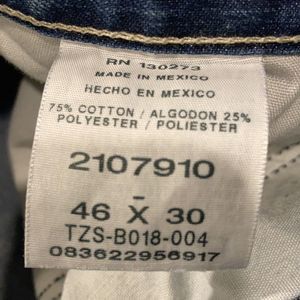 RN 130273
MADE IN MEXICO
HECHO EN MEXICO
75% COTTON / ALGODON 25%
POLYESTER / POLIÉSTER
2107910
-
46 X 30
TZS-B018-004
083622956917